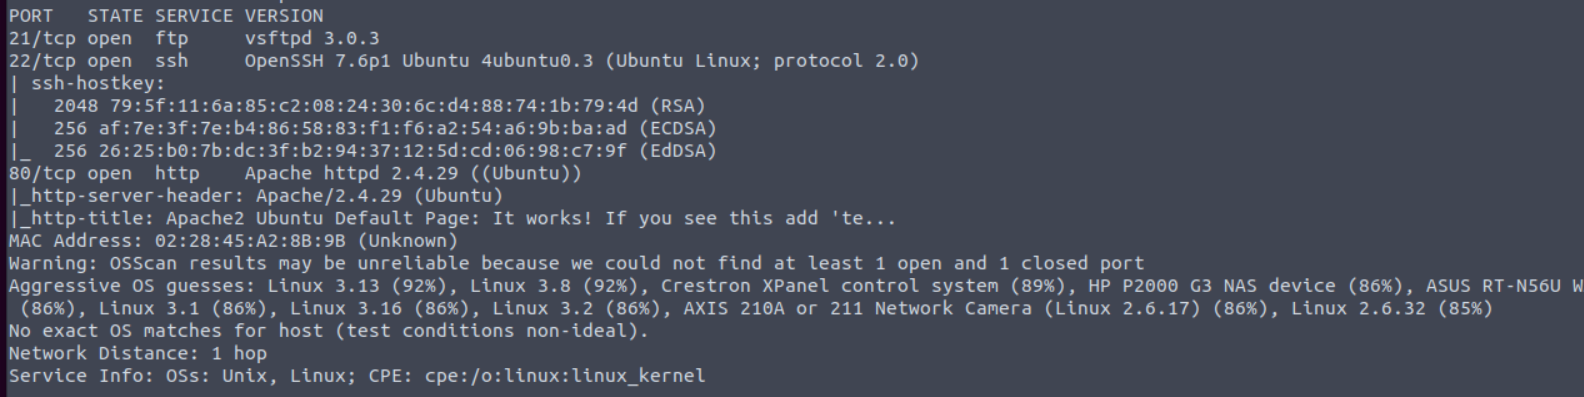 PORT   STATE SERVICE VERSION
21/tcp open  ftp     vsftpd 3.0.3
22/tcp open  ssh     OpenSSH 7.6p1 Ubuntu 4ubuntu0.3 (Ubuntu Linux; protocol 2.0)
| ssh-hostkey:
|   2048 79:5f:11:6a:85:c2:08:24:30:6c:d4:88:74:1b:79:4d (RSA)
|   256 af:7e:3f:7e:b4:86:58:83:f1:f6:a2:54:a6:9b:ba:ad (ECDSA)
|_  256 26:25:b0:7b:dc:3f:b2:94:37:12:5d:cd:06:98:c7:9f (EdDSA)
80/tcp open  http    Apache httpd 2.4.29 ((Ubuntu))
|_http-server-header: Apache/2.4.29 (Ubuntu)
|_http-title: Apache2 Ubuntu Default Page: It works! If you see this add 'te...
MAC Address: 02:28:45:A2:8B:9B (Unknown)
Warning: OSScan results may be unreliable because we could not find at least 1 open and 1 closed port
Aggressive OS guesses: Linux 3.13 (92%), Linux 3.8 (92%), Crestron XPanel control system (89%), HP P2000 G3 NAS device (86%), ASUS RT-N56U W
(86%), Linux 3.1 (86%), Linux 3.16 (86%), Linux 3.2 (86%), AXIS 210A or 211 Network Camera (Linux 2.6.17) (86%), Linux 2.6.32 (85%)
No exact OS matches for host (test conditions non-ideal).
Network Distance: 1 hop
Service Info: OSs: Unix, Linux; CPE: cpe:/o:linux:linux_kernel